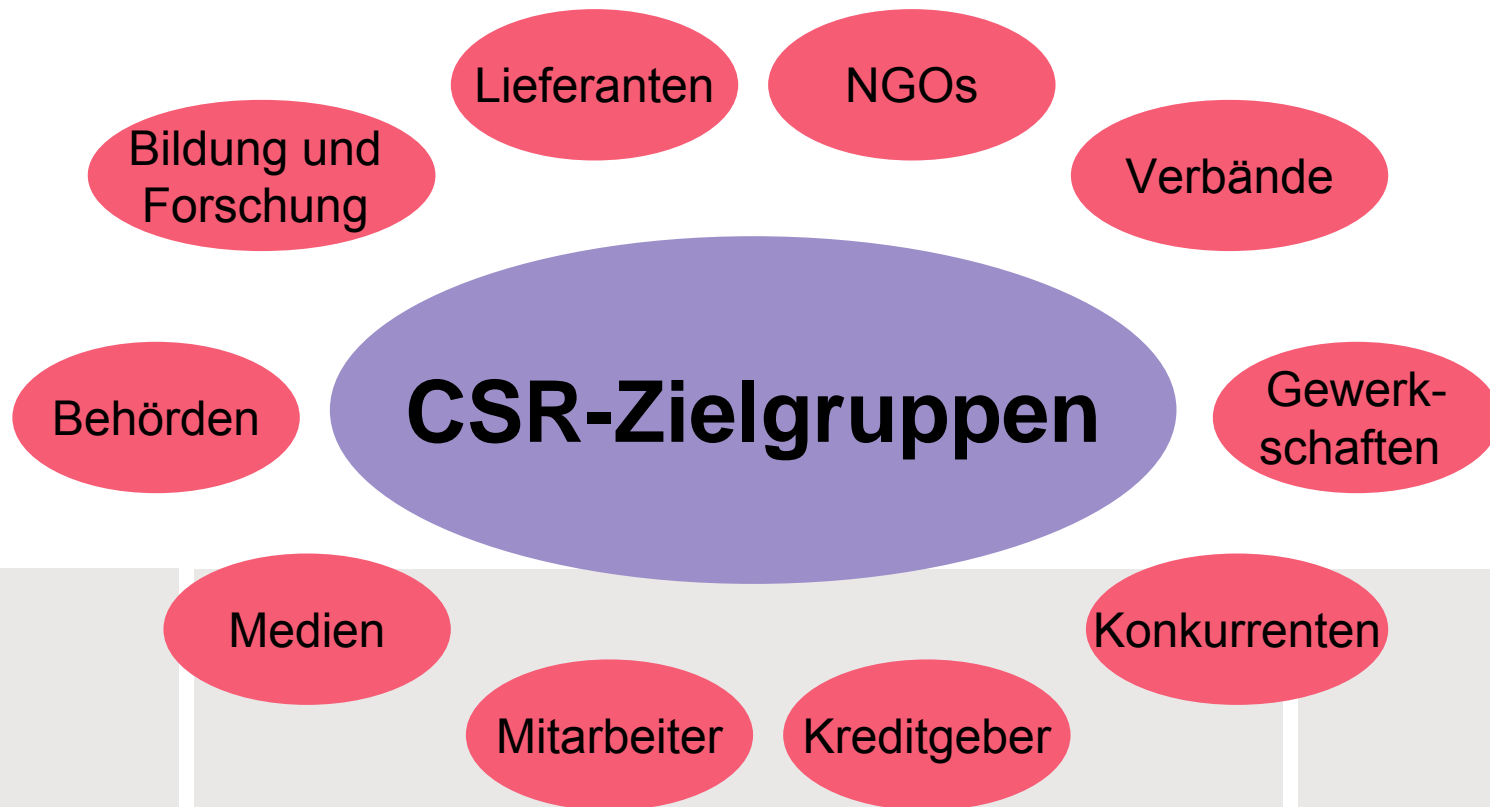 Lieferanten
NGOs
Bildung und
Forschung
Verbände
Behörden
CSR-Zielgruppen
Gewerk-
schaften
Medien
Konkurrenten
Mitarbeiter
Kreditgeber